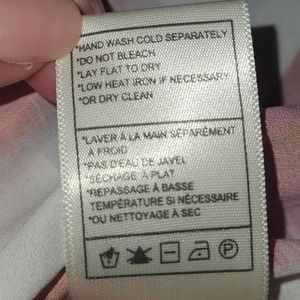 *HAND WASH COLD SEPARATELY
*DO NOT BLEACH
*LAY FLAT TO DRY
*LOW HEAT IRON IF NECESSARY
*OR DRY CLEAN
*LAVER À LA MAIN SÉPARÉMENT
À FROID
*PAS D'EAU DE JAVEL
*SÉCHAGE À PLAT
*REPASSAGE À BASSE
TEMPÉRATURE SI NÉCESSAIRE
*OU NETTOYAGE À SEC
P